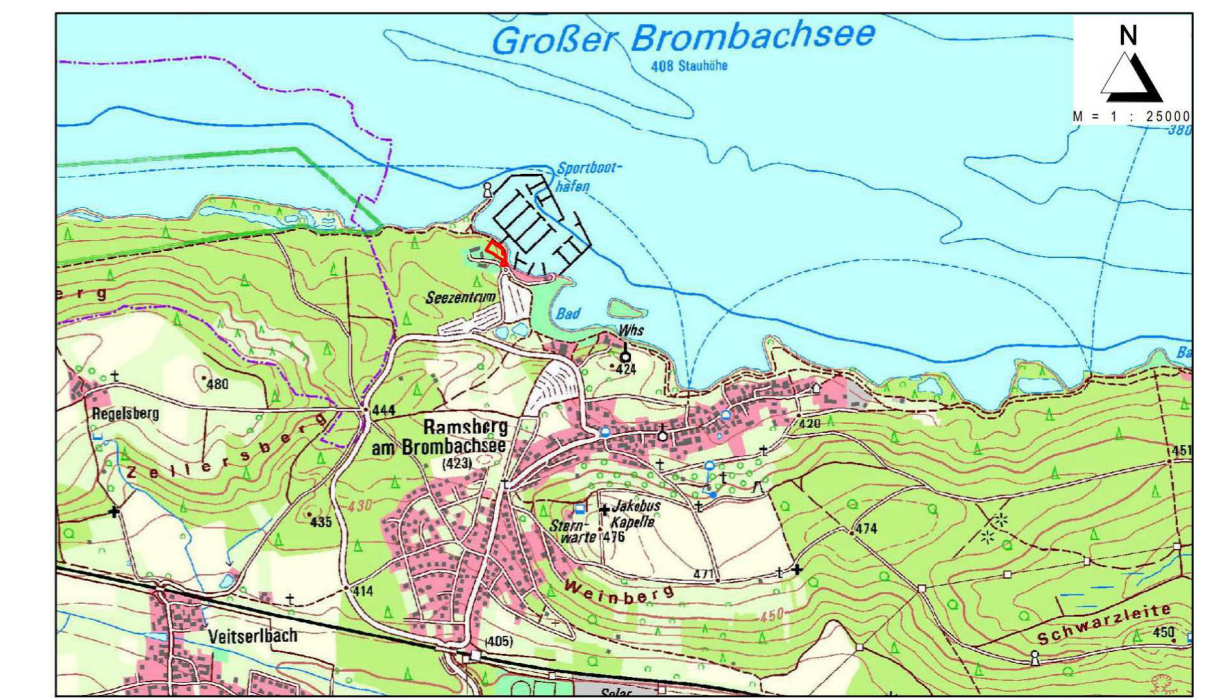 Großer Brombachsee
408 Stauhöhe
N
M = 1 : 25000
380
Sportboot-
hafen
erg
Seezentrum
Bad
Whs
424
Ba
480
Regelsberg
444
Ramsberg
am Brombachsee
(423)
420
451
Zellersberg
430
435
Stern-
warte
Jakobus
Kapelle
476
474
471
414
Weinberg
450
Veitserlbach
(405)
Schwarzleite
450
Solar